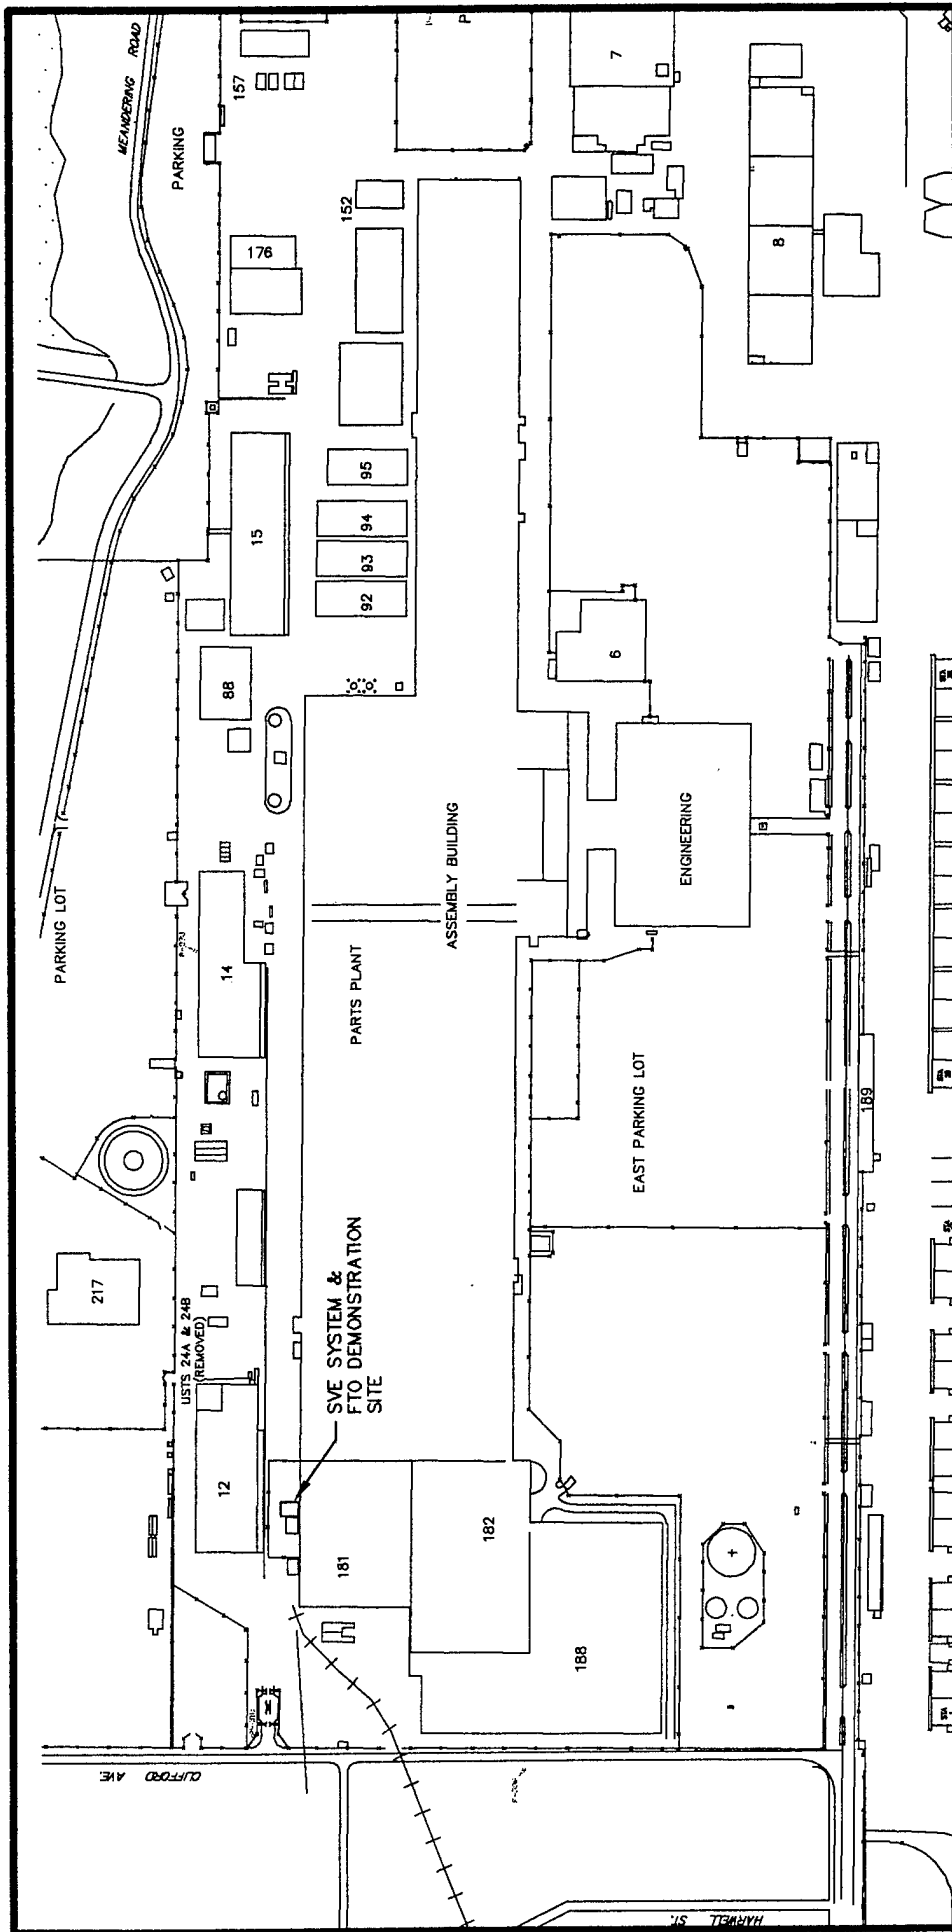 MEANDERING ROAD
PARKING
157
P
7
152
176
8
15
95
94
93
92
6
88
PARKING LOT
14
ASSEMBLY BUILDING
PARTS PLANT
ENGINEERING
EAST PARKING LOT
189
217
USTS 24A & 24B
(REMOVED)
SVE SYSTEM &
FTO DEMONSTRATION
SITE
12
181
182
188
CLIFFORD AVE.
HARWELL ST.